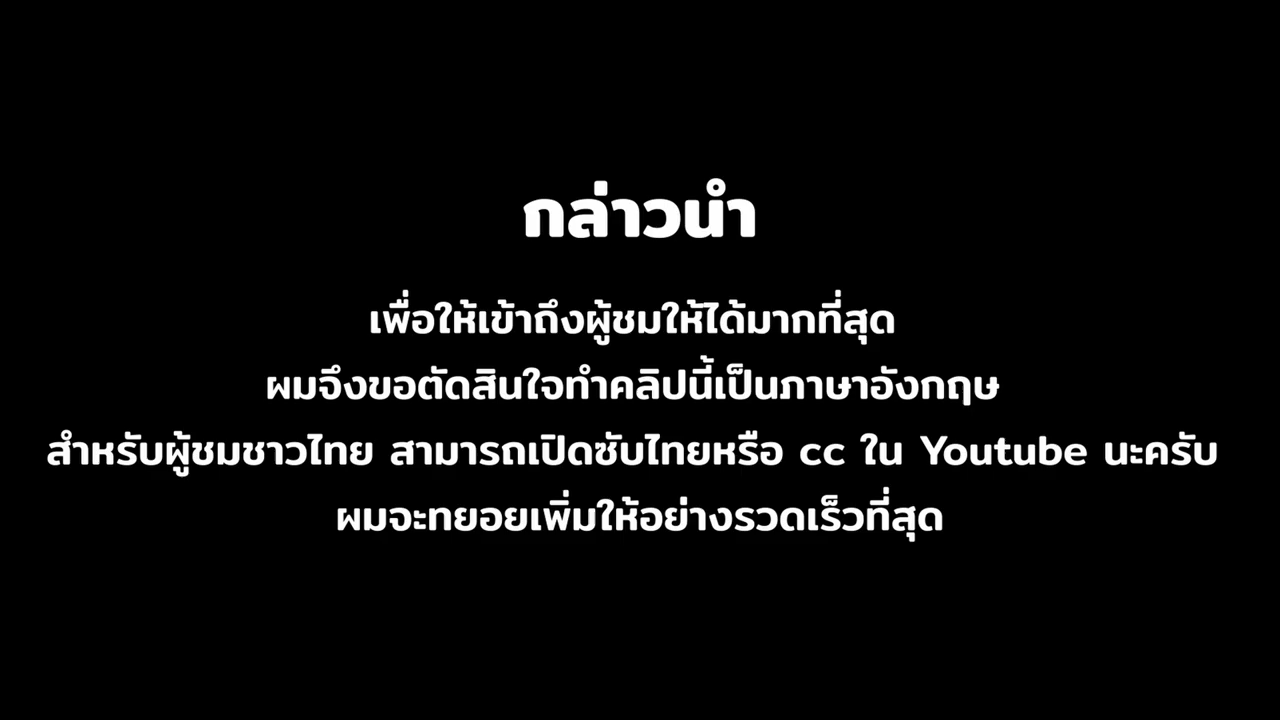 กล่าวนำ
เพื่อให้เข้าถึงผู้ชมให้ได้มากที่สุด
ผมจึงขอตัดสินใจทำคลิปนี้เป็นภาษาอังกฤษ
สำหรับผู้ชมชาวไทย สามารถเปิดซับไทยหรือ cc ใน Youtube นะครับ
ผมจะทยอยเพิ่มให้อย่างรวดเร็วที่สุด